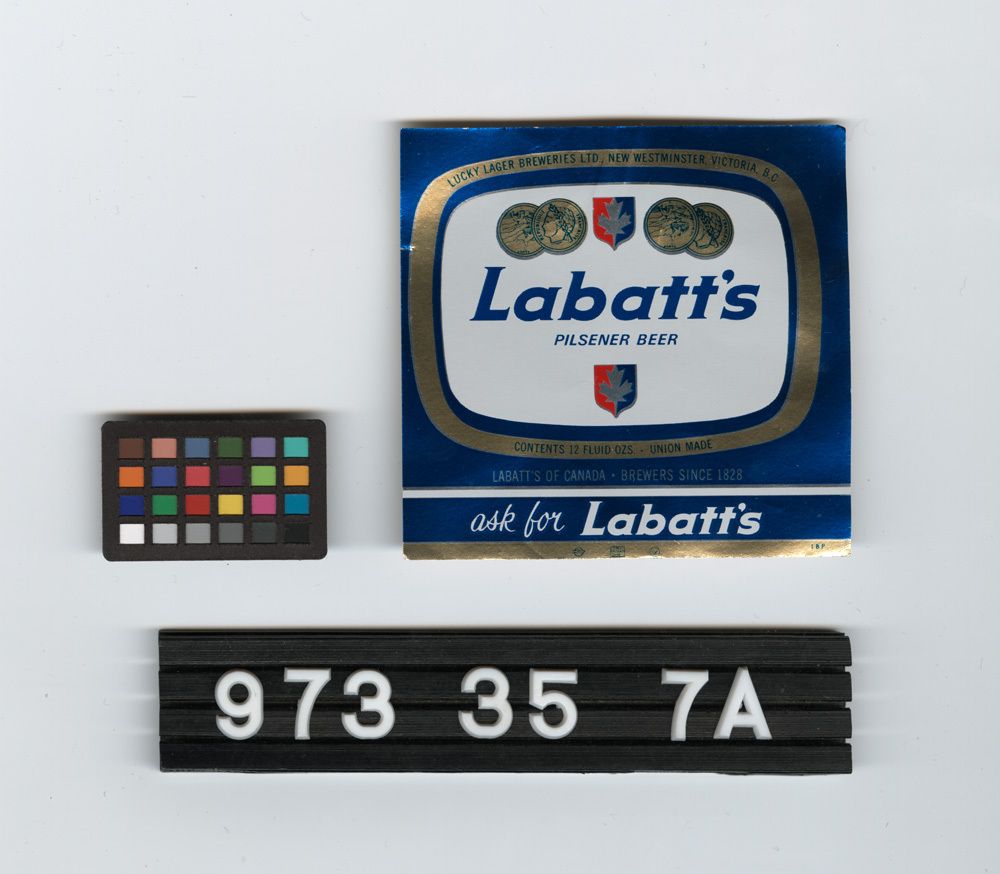 LUCKY LAGER BREWERIES LTD., NEW WESTMINSTER, VICTORIA, B.C.
Labatt's
PILSENER BEER
CONTENTS 12 FLUID OZS. - UNION MADE
LABATT'S OF CANADA • BREWERS SINCE 1828
ask for Labatt's
973 35 7A